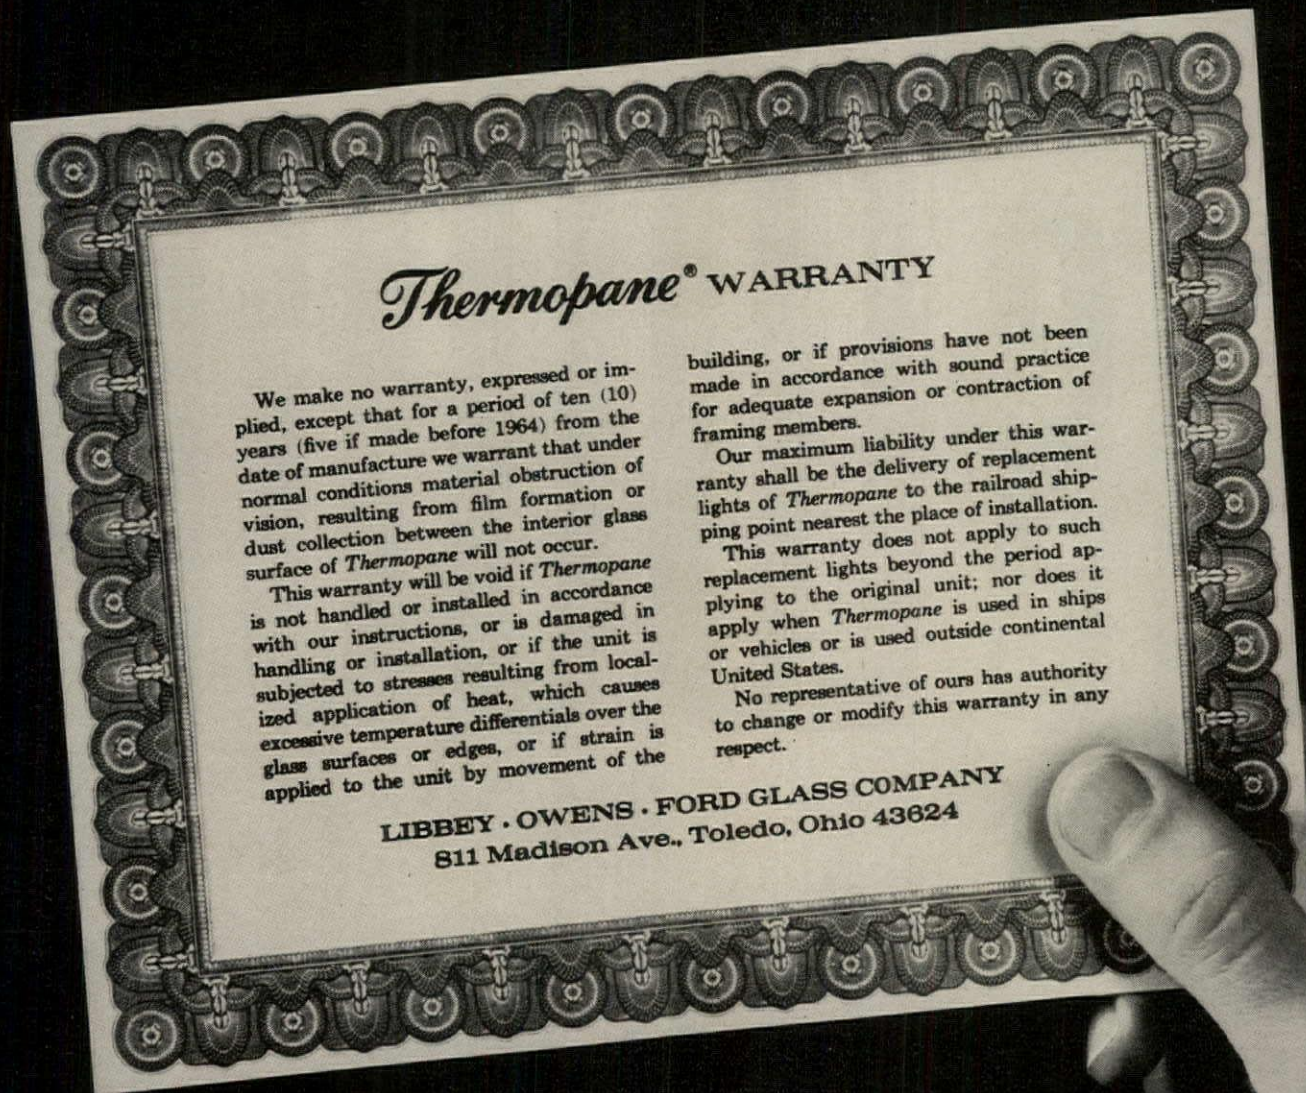 Thermopane® WARRANTY
We make no warranty, expressed or im-
plied, except that for a period of ten (10)
years (five if made before 1964) from the
date of manufacture we warrant that under
normal conditions material obstruction of
vision, resulting from film formation or
dust collection between the interior glass
surface of Thermopane will not occur.
This warranty will be void if Thermopane
is not handled or installed in accordance
with our instructions, or is damaged in
handling or installation, or if the unit is
subjected to stresses resulting from local-
ized application of heat, which causes
excessive temperature differentials over the
glass surfaces or edges, or if strain is
applied to the unit by movement of the
building, or if provisions have not been
made in accordance with sound practice
for adequate expansion or contraction of
framing members.
Our maximum liability under this war-
ranty shall be the delivery of replacement
lights of Thermopane to the railroad ship-
ping point nearest the place of installation.
This warranty does not apply to such
replacement lights beyond the period ap-
plying to the original unit; nor does it
apply when Thermopane is used in ships
or vehicles or is used outside continental
United States.
No representative of ours has authority
to change or modify this warranty in any
respect.
LIBBEY · OWENS · FORD GLASS COMPANY
811 Madison Ave., Toledo, Ohio 43624